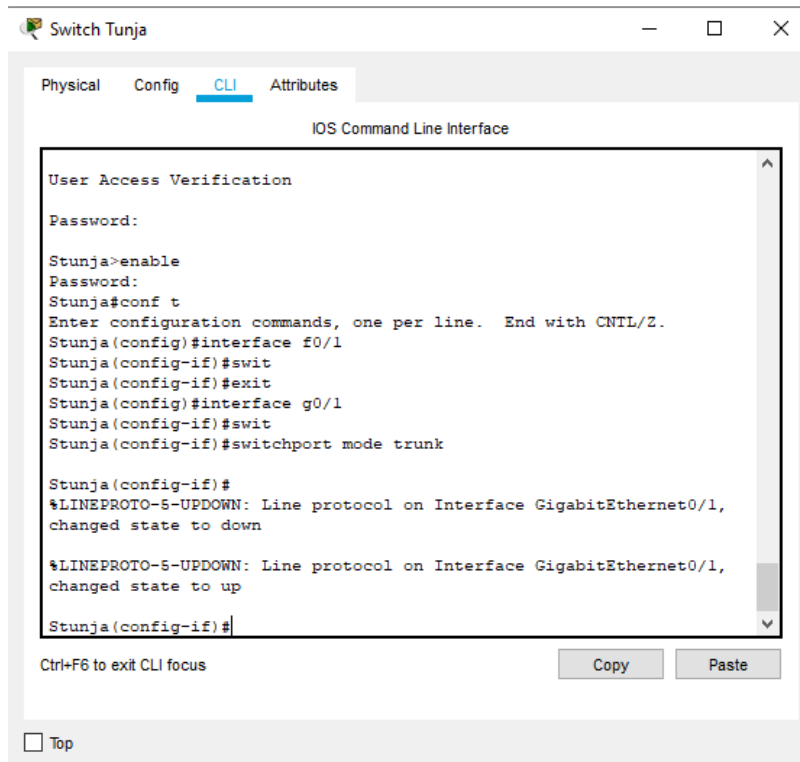 Switch Tunja
Physical Config CLI Attributes
IOS Command Line Interface
User Access Verification
Password:
Stunja>enable
Password:
Stunja#conf t
Enter configuration commands, one per line.  End with CNTL/Z.
Stunja(config)#interface f0/1
Stunja(config-if)#swit
Stunja(config-if)#exit
Stunja(config)#interface g0/1
Stunja(config-if)#swit
Stunja(config-if)#switchport mode trunk
Stunja(config-if)#
%LINEPROTO-5-UPDOWN: Line protocol on Interface GigabitEthernet0/1,
changed state to down
%LINEPROTO-5-UPDOWN: Line protocol on Interface GigabitEthernet0/1,
changed state to up
Stunja(config-if)#
Ctrl+F6 to exit CLI focus
Copy Paste
Top